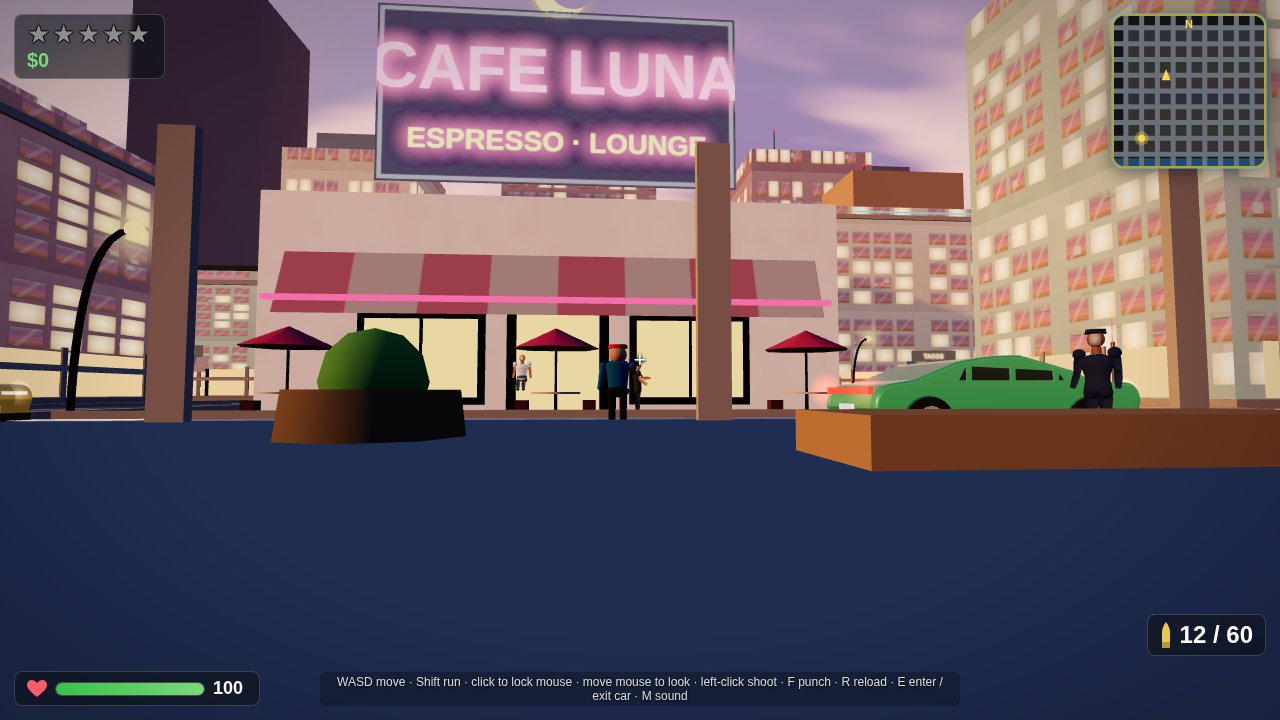 $0
CAFE LUNA
ESPRESSO · LOUNGE
N
TACOS
12 / 60
100
WASD move · Shift run · click to lock mouse · move mouse to look · left-click shoot · F punch · R reload · E enter /
exit car · M sound